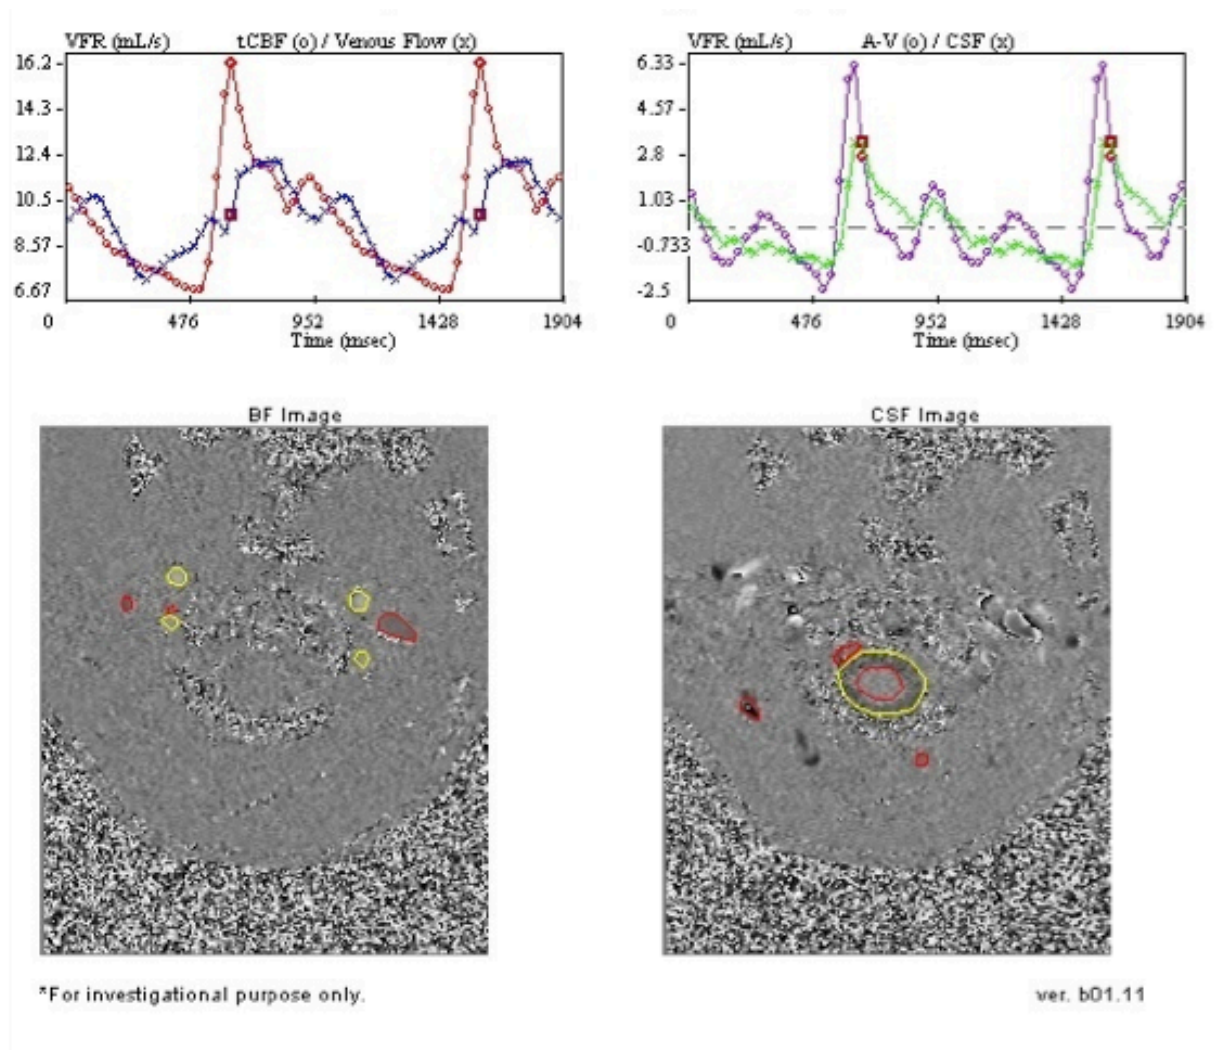 VFR (mL/s) tCBF (o) / Venous Flow (x)
16.2
14.3
12.4
10.5
8.57
6.67
0 476 952 1428 1904
Time (msec)
VFR (mL/s) A-V (o) / CSF (x)
6.33
4.57
2.8
1.03
-0.733
-2.5
0 476 952 1428 1904
Time (msec)
BF Image
CSF Image
*For investigational purpose only.
ver. b01.11